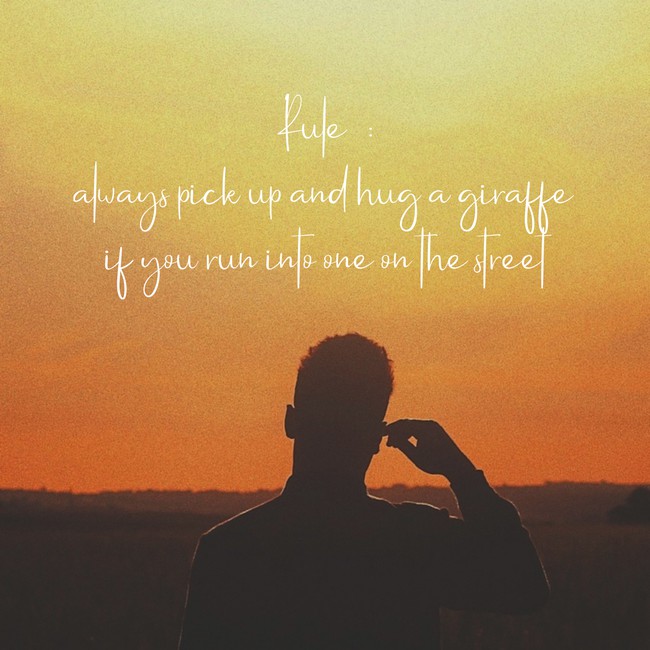 Rule :
always pick up and hug a giraffe
if you run into one on the street